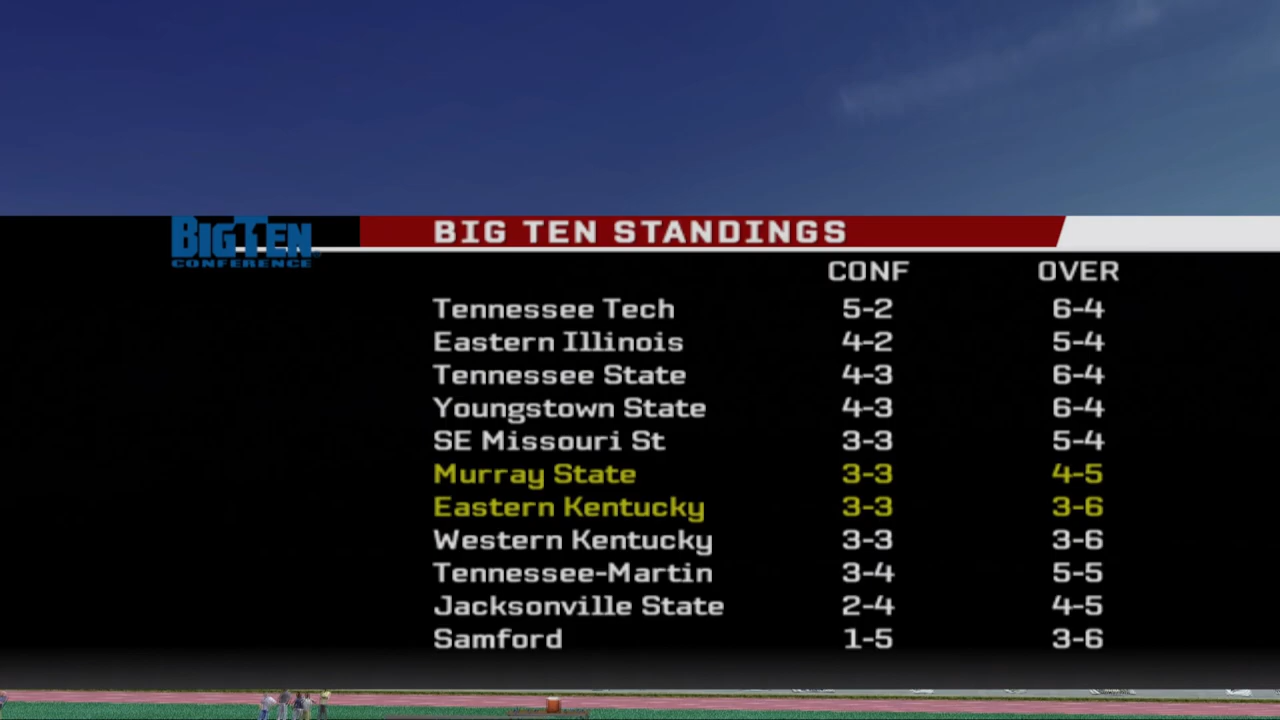 BIG TEN CONFERENCE
BIG TEN STANDINGS
CONF OVER
Tennessee Tech 5-2 6-4
Eastern Illinois 4-2 5-4
Tennessee State 4-3 6-4
Youngstown State 4-3 6-4
SE Missouri St 3-3 5-4
Murray State 3-3 4-5
Eastern Kentucky 3-3 3-6
Western Kentucky 3-3 3-6
Tennessee-Martin 3-4 5-5
Jacksonville State 2-4 4-5
Samford 1-5 3-6